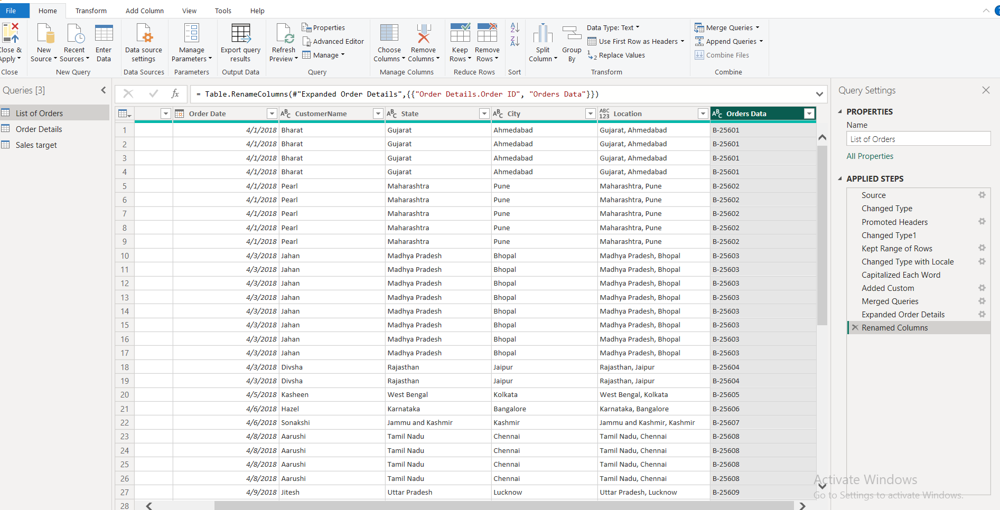 File Home Transform Add Column View Tools Help
Close & Apply
New Source
Recent Sources
Enter Data
Data source settings
Manage Parameters
Export query results
Refresh Preview
Properties
Advanced Editor
Manage
Choose Columns
Remove Columns
Keep Rows
Remove Rows
Split Column
Group By
Data Type: Text
Use First Row as Headers
Replace Values
Merge Queries
Append Queries
Combine Files
Close New Query Data Sources Parameters Output Data Query Manage Columns Reduce Rows Sort Transform Combine
Queries [3]
List of Orders
Order Details
Sales target
fx = Table.RenameColumns(#"Expanded Order Details",{{"Order Details.Order ID", "Orders Data"}})
Order Date ABC CustomerName ABC State ABC City ABC 123 Location ABC Orders Data
1 4/1/2018 Bharat Gujarat Ahmedabad Gujarat, Ahmedabad B-25601
2 4/1/2018 Bharat Gujarat Ahmedabad Gujarat, Ahmedabad B-25601
3 4/1/2018 Bharat Gujarat Ahmedabad Gujarat, Ahmedabad B-25601
4 4/1/2018 Bharat Gujarat Ahmedabad Gujarat, Ahmedabad B-25601
5 4/1/2018 Pearl Maharashtra Pune Maharashtra, Pune B-25602
6 4/1/2018 Pearl Maharashtra Pune Maharashtra, Pune B-25602
7 4/1/2018 Pearl Maharashtra Pune Maharashtra, Pune B-25602
8 4/1/2018 Pearl Maharashtra Pune Maharashtra, Pune B-25602
9 4/1/2018 Pearl Maharashtra Pune Maharashtra, Pune B-25602
10 4/3/2018 Jahan Madhya Pradesh Bhopal Madhya Pradesh, Bhopal B-25603
11 4/3/2018 Jahan Madhya Pradesh Bhopal Madhya Pradesh, Bhopal B-25603
12 4/3/2018 Jahan Madhya Pradesh Bhopal Madhya Pradesh, Bhopal B-25603
13 4/3/2018 Jahan Madhya Pradesh Bhopal Madhya Pradesh, Bhopal B-25603
14 4/3/2018 Jahan Madhya Pradesh Bhopal Madhya Pradesh, Bhopal B-25603
15 4/3/2018 Jahan Madhya Pradesh Bhopal Madhya Pradesh, Bhopal B-25603
16 4/3/2018 Jahan Madhya Pradesh Bhopal Madhya Pradesh, Bhopal B-25603
17 4/3/2018 Jahan Madhya Pradesh Bhopal Madhya Pradesh, Bhopal B-25603
18 4/3/2018 Divsha Rajasthan Jaipur Rajasthan, Jaipur B-25604
19 4/3/2018 Divsha Rajasthan Jaipur Rajasthan, Jaipur B-25604
20 4/5/2018 Kasheen West Bengal Kolkata West Bengal, Kolkata B-25605
21 4/6/2018 Hazel Karnataka Bangalore Karnataka, Bangalore B-25606
22 4/6/2018 Sonakshi Jammu and Kashmir Kashmir Jammu and Kashmir, Kashmir B-25607
23 4/8/2018 Aarushi Tamil Nadu Chennai Tamil Nadu, Chennai B-25608
24 4/8/2018 Aarushi Tamil Nadu Chennai Tamil Nadu, Chennai B-25608
25 4/8/2018 Aarushi Tamil Nadu Chennai Tamil Nadu, Chennai B-25608
26 4/8/2018 Aarushi Tamil Nadu Chennai Tamil Nadu, Chennai B-25608
27 4/9/2018 Jitesh Uttar Pradesh Lucknow Uttar Pradesh, Lucknow B-25609
28
Query Settings
PROPERTIES
Name
List of Orders
All Properties
APPLIED STEPS
Source
Changed Type
Promoted Headers
Changed Type1
Kept Range of Rows
Changed Type with Locale
Capitalized Each Word
Added Custom
Merged Queries
Expanded Order Details
Renamed Columns
Activate Windows
Go to Settings to activate Windows.